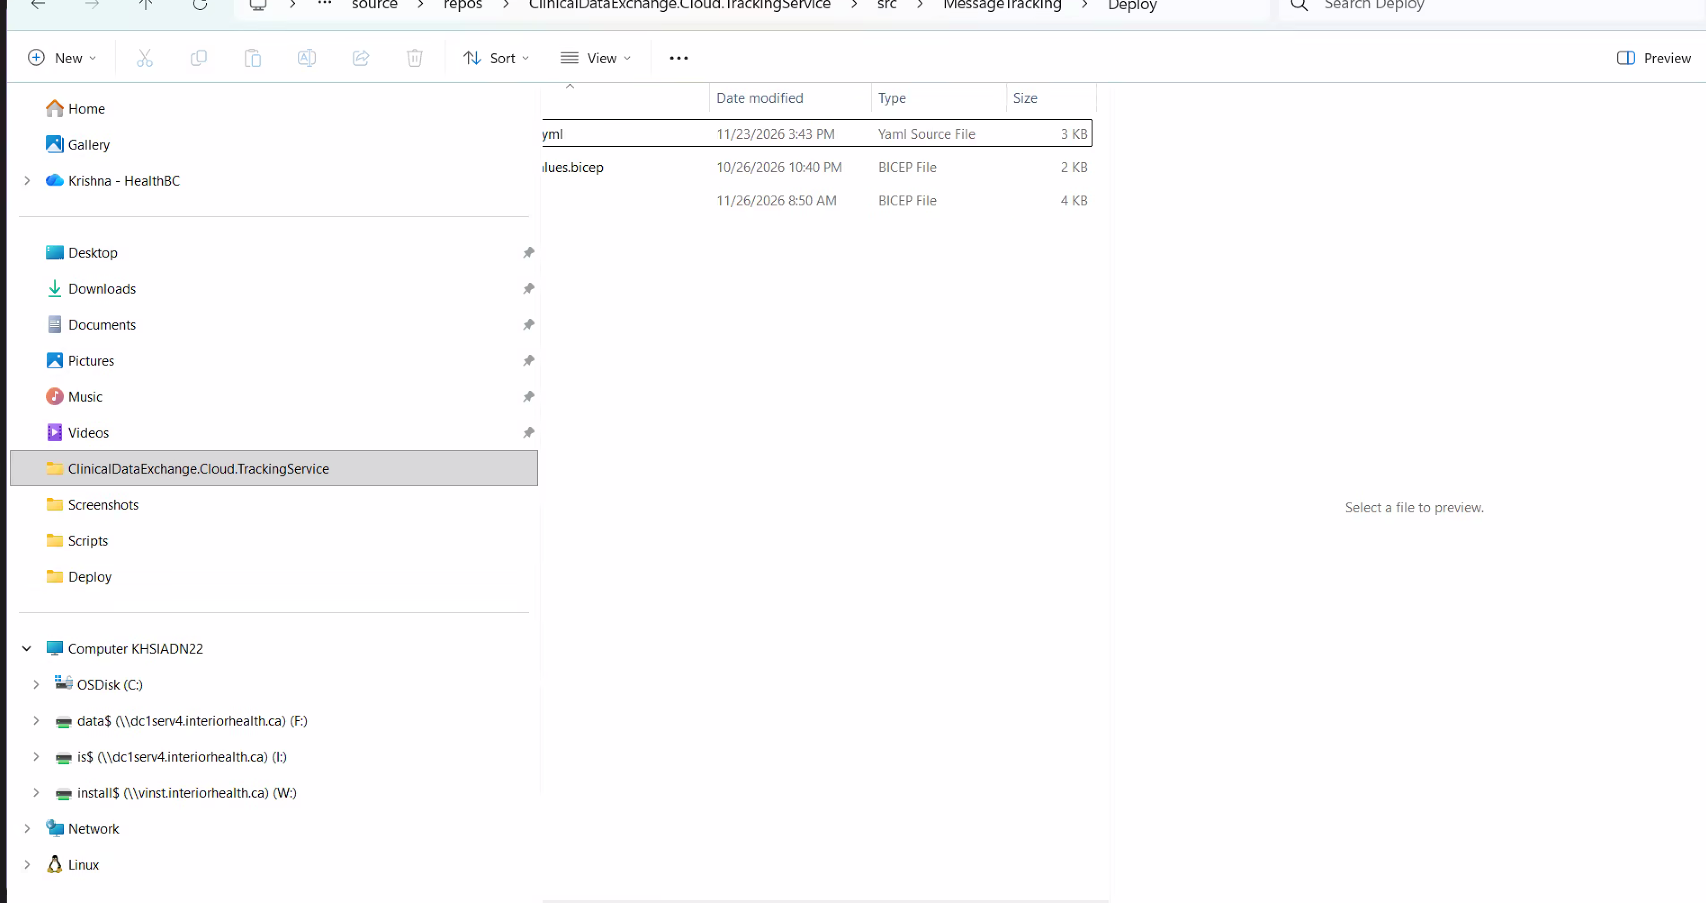 source > repos > ClinicalDataExchange.Cloud.TrackingService > src > MessageTracking > Deploy
Search Deploy
New
Sort
View
Preview
Date modified Type Size
yml 11/23/2026 3:43 PM Yaml Source File 3 KB
lues.bicep 10/26/2026 10:40 PM BICEP File 2 KB
11/26/2026 8:50 AM BICEP File 4 KB
Home
Gallery
Krishna - HealthBC
Desktop
Downloads
Documents
Pictures
Music
Videos
ClinicalDataExchange.Cloud.TrackingService
Screenshots
Scripts
Deploy
Computer KHSIADN22
OSDisk (C:)
data$ (\\dc1serv4.interiorhealth.ca) (F:)
is$ (\\dc1serv4.interiorhealth.ca) (I:)
install$ (\\vinst.interiorhealth.ca) (W:)
Network
Linux
Select a file to preview.